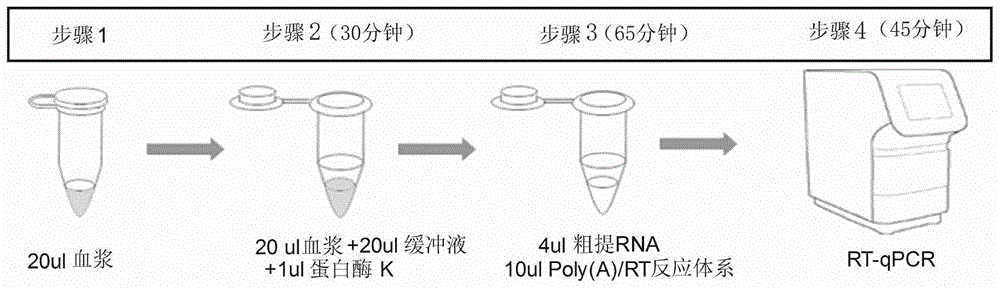 步骤1 步骤2（30分钟） 步骤3（65分钟） 步骤4（45分钟）
20ul 血浆
20 ul血浆 +20ul 缓冲液
+1ul 蛋白酶 K
4ul 粗提RNA
10ul Poly(A)/RT反应体系
RT-qPCR